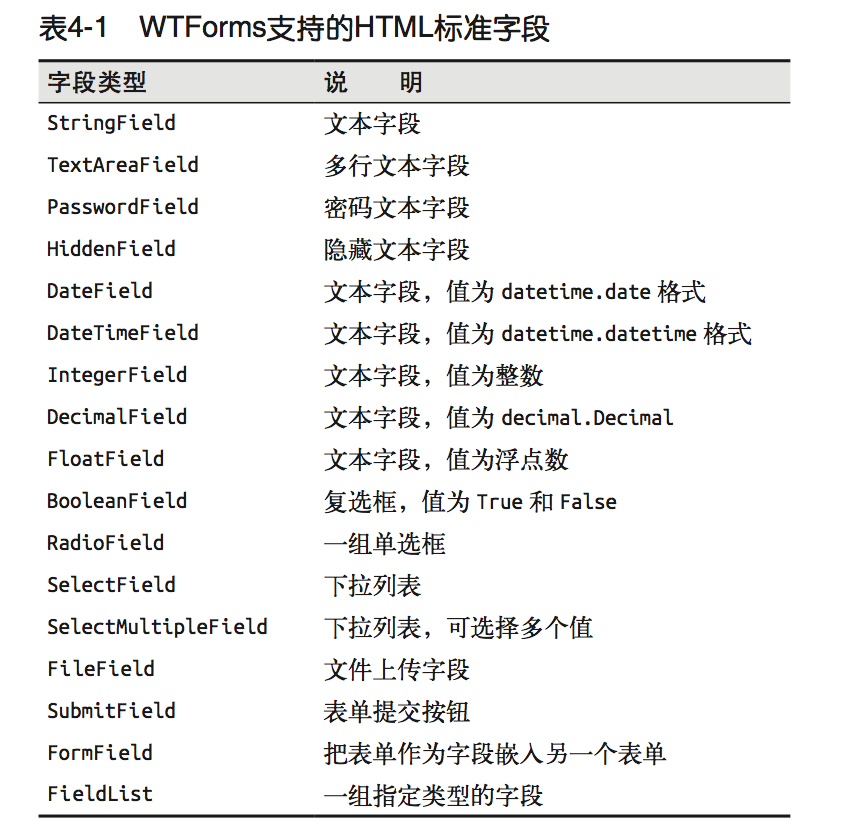 表4-1 WTForms支持的HTML标准字段
字段类型 说 明
StringField 文本字段
TextAreaField 多行文本字段
PasswordField 密码文本字段
HiddenField 隐藏文本字段
DateField 文本字段，值为 datetime.date 格式
DateTimeField 文本字段，值为 datetime.datetime 格式
IntegerField 文本字段，值为整数
DecimalField 文本字段，值为 decimal.Decimal
FloatField 文本字段，值为浮点数
BooleanField 复选框，值为 True 和 False
RadioField 一组单选框
SelectField 下拉列表
SelectMultipleField 下拉列表，可选择多个值
FileField 文件上传字段
SubmitField 表单提交按钮
FormField 把表单作为字段嵌入另一个表单
FieldList 一组指定类型的字段